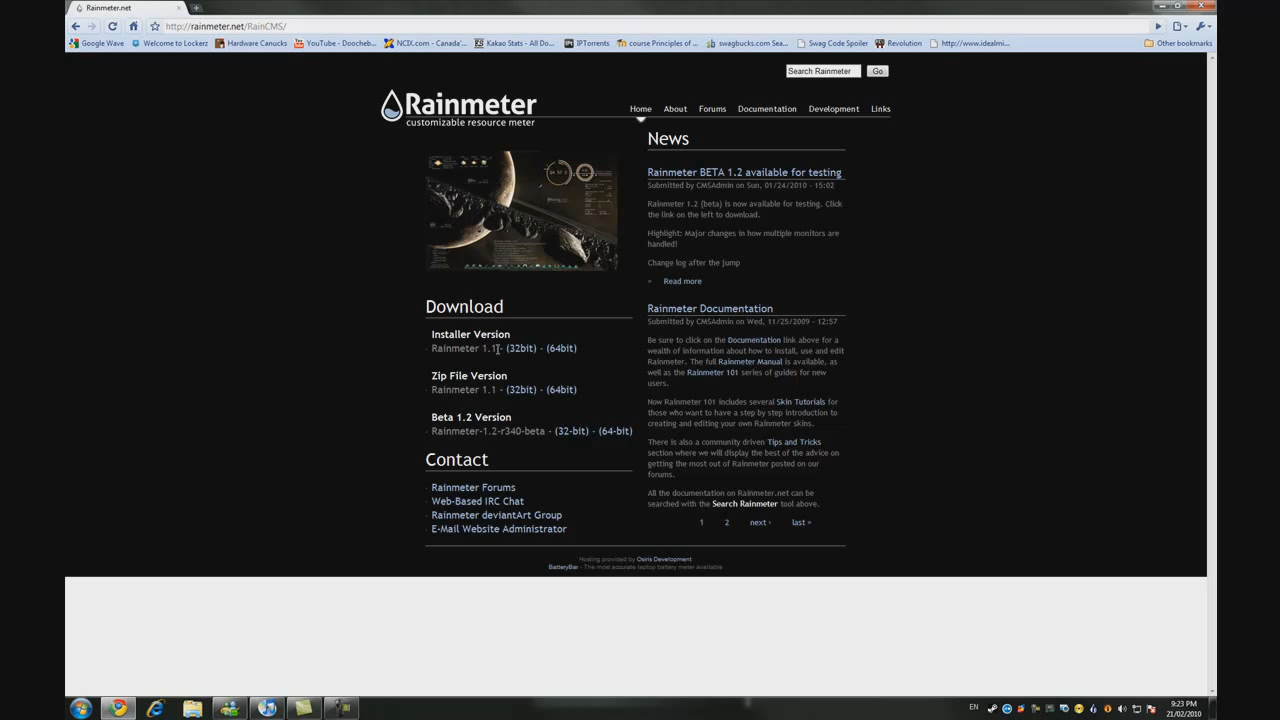 Rainmeter.net
http://rainmeter.net/RainCMS/
Google Wave
Welcome to Lockerz
Hardware Canucks
YouTube - Doocheb...
NCIX.com - Canada'...
Kakao Stats - All Do...
IPTorrents
course Principles of ...
swagbucks.com Sea...
Swag Code Spoiler
Revolution
http://www.idealmi...
Other bookmarks
Search Rainmeter
Go
Rainmeter
customizable resource meter
Home
About
Forums
Documentation
Development
Links
News
Rainmeter BETA 1.2 available for testing
Submitted by CMSAdmin on Sun, 01/24/2010 - 15:02
Rainmeter 1.2 (beta) is now available for testing. Click
the link on the left to download.
Highlight: Major changes in how multiple monitors are
handled!
Change log after the jump
Read more
Download
Installer Version
Rainmeter 1.1 - (32bit) - (64bit)
Zip File Version
Rainmeter 1.1 - (32bit) - (64bit)
Beta 1.2 Version
Rainmeter-1.2-r340-beta - (32-bit) - (64-bit)
Contact
Rainmeter Forums
Web-Based IRC Chat
Rainmeter deviantArt Group
E-Mail Website Administrator
Rainmeter Documentation
Submitted by CMSAdmin on Wed, 11/25/2009 - 12:57
Be sure to click on the Documentation link above for a
wealth of information about how to install, use and edit
Rainmeter. The full Rainmeter Manual is available, as
well as the Rainmeter 101 series of guides for new
users.
Now Rainmeter 101 includes several Skin Tutorials for
those who want to have a step by step introduction to
creating and editing your own Rainmeter skins.
There is also a community driven Tips and Tricks
section where we will display the best of the advice on
getting the most out of Rainmeter posted on our
forums.
All the documentation on Rainmeter.net can be
searched with the Search Rainmeter tool above.
1 2 next › last »
Hosting provided by Osiris Development
BatteryBar - The most accurate laptop battery meter available
EN
9:23 PM
21/02/2010